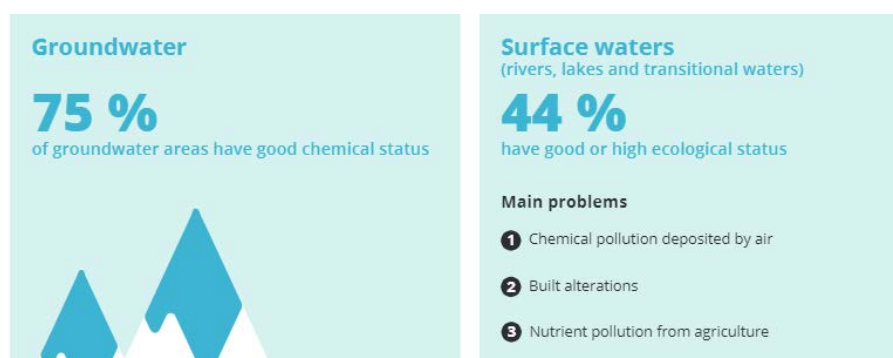 Groundwater
75 %
of groundwater areas have good chemical status
Surface waters
(rivers, lakes and transitional waters)
44 %
have good or high ecological status
Main problems
1 Chemical pollution deposited by air
2 Built alterations
3 Nutrient pollution from agriculture